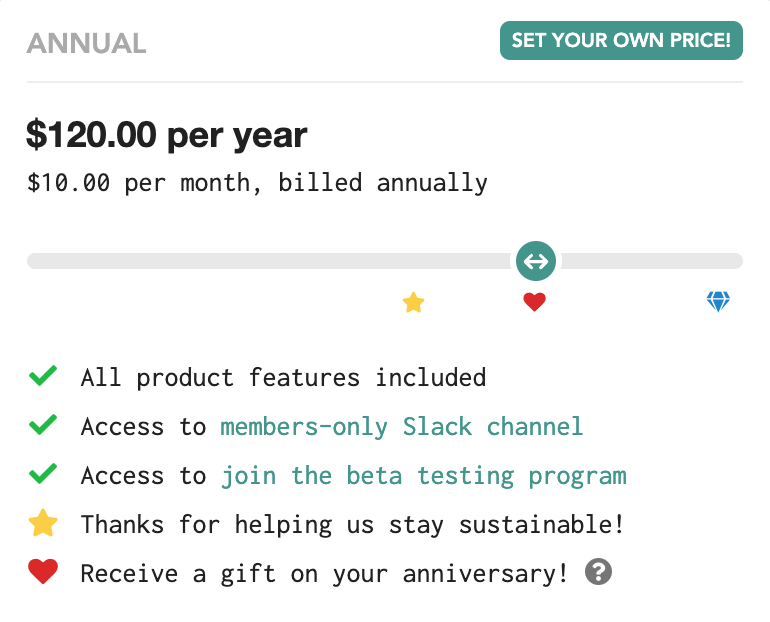 ANNUAL
SET YOUR OWN PRICE!
$120.00 per year
$10.00 per month, billed annually
All product features included
Access to members-only Slack channel
Access to join the beta testing program
Thanks for helping us stay sustainable!
Receive a gift on your anniversary! ?